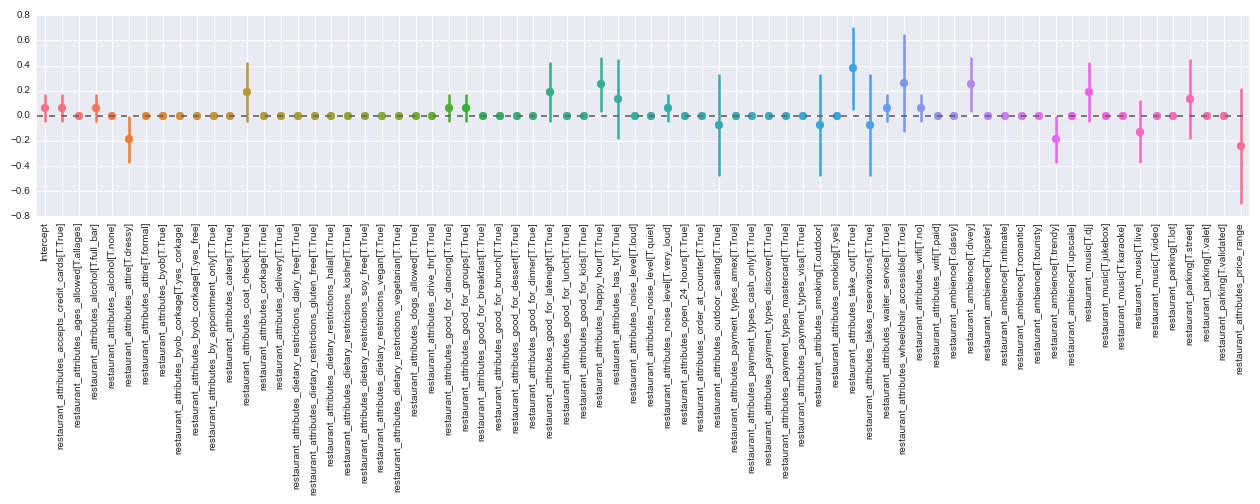 0.8
0.6
0.4
0.2
0.0
−0.2
−0.4
−0.6
−0.8
Intercept
restaurant_attributes_accepts_credit_cards[T.True]
restaurant_attributes_ages_allowed[T.allages]
restaurant_attributes_alcohol[T.full_bar]
restaurant_attributes_alcohol[T.none]
restaurant_attributes_attire[T.dressy]
restaurant_attributes_attire[T.formal]
restaurant_attributes_byob[T.True]
restaurant_attributes_byob_corkage[T.yes_corkage]
restaurant_attributes_byob_corkage[T.yes_free]
restaurant_attributes_by_appointment_only[T.True]
restaurant_attributes_caters[T.True]
restaurant_attributes_coat_check[T.True]
restaurant_attributes_corkage[T.True]
restaurant_attributes_delivery[T.True]
restaurant_attributes_dietary_restrictions_dairy_free[T.True]
restaurant_attributes_dietary_restrictions_gluten_free[T.True]
restaurant_attributes_dietary_restrictions_halal[T.True]
restaurant_attributes_dietary_restrictions_kosher[T.True]
restaurant_attributes_dietary_restrictions_soy_free[T.True]
restaurant_attributes_dietary_restrictions_vegan[T.True]
restaurant_attributes_dietary_restrictions_vegetarian[T.True]
restaurant_attributes_dogs_allowed[T.True]
restaurant_attributes_drive_thr[T.True]
restaurant_attributes_good_for_dancing[T.True]
restaurant_attributes_good_for_groups[T.True]
restaurant_attributes_good_for_breakfast[T.True]
restaurant_attributes_good_for_brunch[T.True]
restaurant_attributes_good_for_dessert[T.True]
restaurant_attributes_good_for_dinner[T.True]
restaurant_attributes_good_for_latenight[T.True]
restaurant_attributes_good_for_lunch[T.True]
restaurant_attributes_good_for_kids[T.True]
restaurant_attributes_happy_hour[T.True]
restaurant_attributes_has_tv[T.True]
restaurant_attributes_noise_level[T.loud]
restaurant_attributes_noise_level[T.quiet]
restaurant_attributes_noise_level[T.very_loud]
restaurant_attributes_open_24_hours[T.True]
restaurant_attributes_order_at_counter[T.True]
restaurant_attributes_outdoor_seating[T.True]
restaurant_attributes_payment_types_amex[T.True]
restaurant_attributes_payment_types_cash_only[T.True]
restaurant_attributes_payment_types_discover[T.True]
restaurant_attributes_payment_types_mastercard[T.True]
restaurant_attributes_payment_types_visa[T.True]
restaurant_attributes_smoking[T.outdoor]
restaurant_attributes_smoking[T.yes]
restaurant_attributes_take_out[T.True]
restaurant_attributes_takes_reservations[T.True]
restaurant_attributes_waiter_service[T.True]
restaurant_attributes_wheelchair_accessible[T.True]
restaurant_attributes_wifi[T.no]
restaurant_attributes_wifi[T.paid]
restaurant_ambience[T.classy]
restaurant_ambience[T.divey]
restaurant_ambience[T.hipster]
restaurant_ambience[T.intimate]
restaurant_ambience[T.romantic]
restaurant_ambience[T.touristy]
restaurant_ambience[T.trendy]
restaurant_ambience[T.upscale]
restaurant_music[T.dj]
restaurant_music[T.jukebox]
restaurant_music[T.karaoke]
restaurant_music[T.live]
restaurant_music[T.video]
restaurant_parking[T.lot]
restaurant_parking[T.street]
restaurant_parking[T.valet]
restaurant_parking[T.validated]
restaurant_attributes_price_range